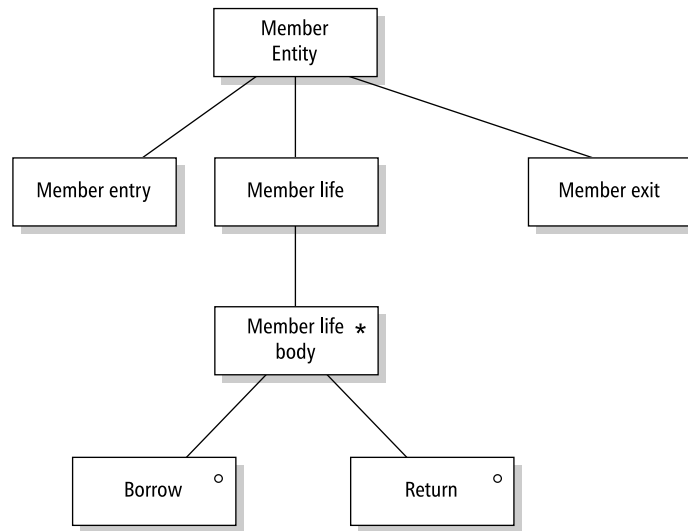 Member
Entity
Member entry
Member life
Member exit
Member life *
body
Borrow
Return